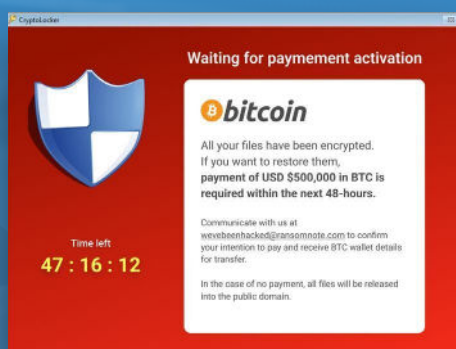 CryptoLocker
Waiting for paymement activation
bitcoin
All your files have been encrypted.
If you want to restore them,
payment of USD $500,000 in BTC is
required within the next 48-hours.
Communicate with us at
wevebeenhacked@ransomnote.com to confirm
your intention to pay and receive BTC wallet details
for transfer.
Time left
47 : 16 : 12
In the case of no payment, all files will be released
into the public domain.